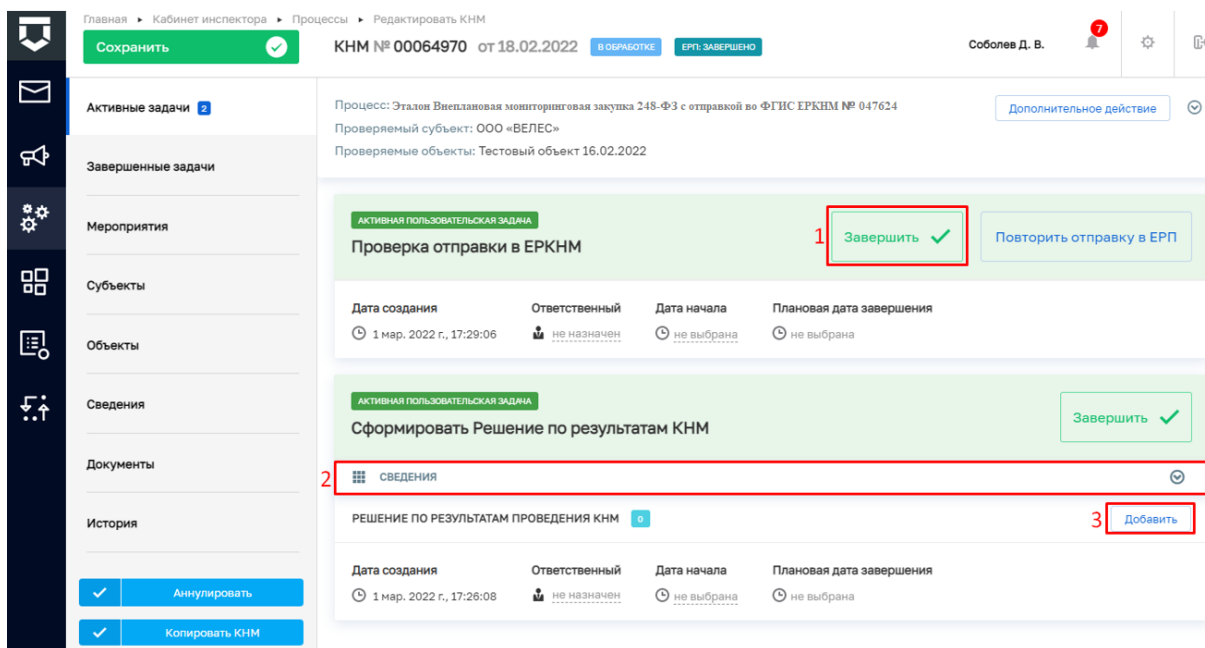 Главная ▸ Кабинет инспектора ▸ Процессы ▸ Редактировать КНМ
Сохранить
КНМ № 00064970 от 18.02.2022 В ОБРАБОТКЕ ЕРП: ЗАВЕРШЕНО
Соболев Д. В.
7
Активные задачи 2
Завершенные задачи
Мероприятия
Субъекты
Объекты
Сведения
Документы
История
Аннулировать
Копировать КНМ
Процесс: Эталон Внеплановая мониторинговая закупка 248-ФЗ с отправкой во ФГИС ЕРКНМ № 047624
Дополнительное действие
Проверяемый субъект: ООО «ВЕЛЕС»
Проверяемые объекты: Тестовый объект 16.02.2022
АКТИВНАЯ ПОЛЬЗОВАТЕЛЬСКАЯ ЗАДАЧА
Проверка отправки в ЕРКНМ
1 Завершить
Повторить отправку в ЕРП
Дата создания Ответственный Дата начала Плановая дата завершения
1 мар. 2022 г., 17:29:06 не назначен не выбрана не выбрана
АКТИВНАЯ ПОЛЬЗОВАТЕЛЬСКАЯ ЗАДАЧА
Сформировать Решение по результатам КНМ
Завершить
2 СВЕДЕНИЯ
РЕШЕНИЕ ПО РЕЗУЛЬТАТАМ ПРОВЕДЕНИЯ КНМ 0
3 Добавить
Дата создания Ответственный Дата начала Плановая дата завершения
1 мар. 2022 г., 17:26:08 не назначен не выбрана не выбрана